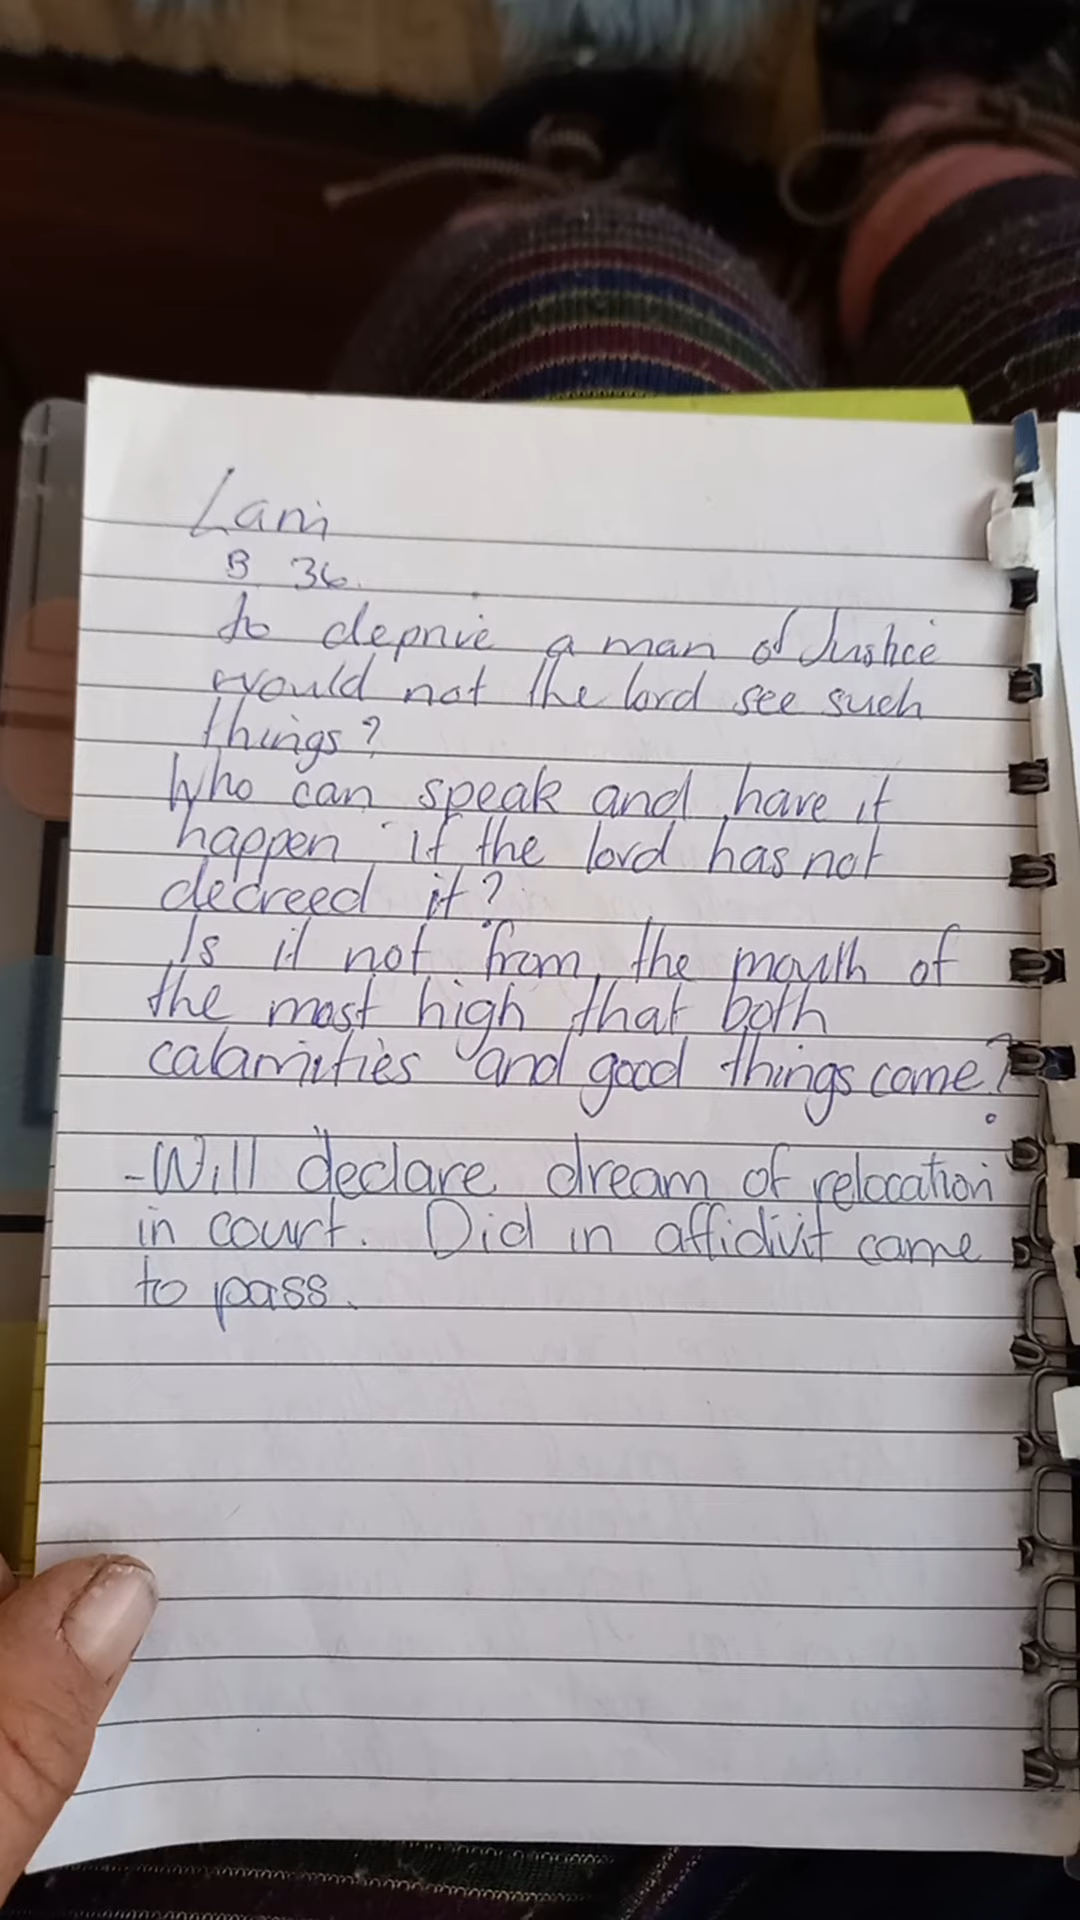 Lam
3 36.
to deprive a man of Justice
would not the lord see such
things?
Who can speak and have it
happen if the lord has not
decreed it?
Is it not from the mouth of
the most high that both
calamities and good things come?
- Will declare dream of relocation
in court. Did in affidivit came
to pass.